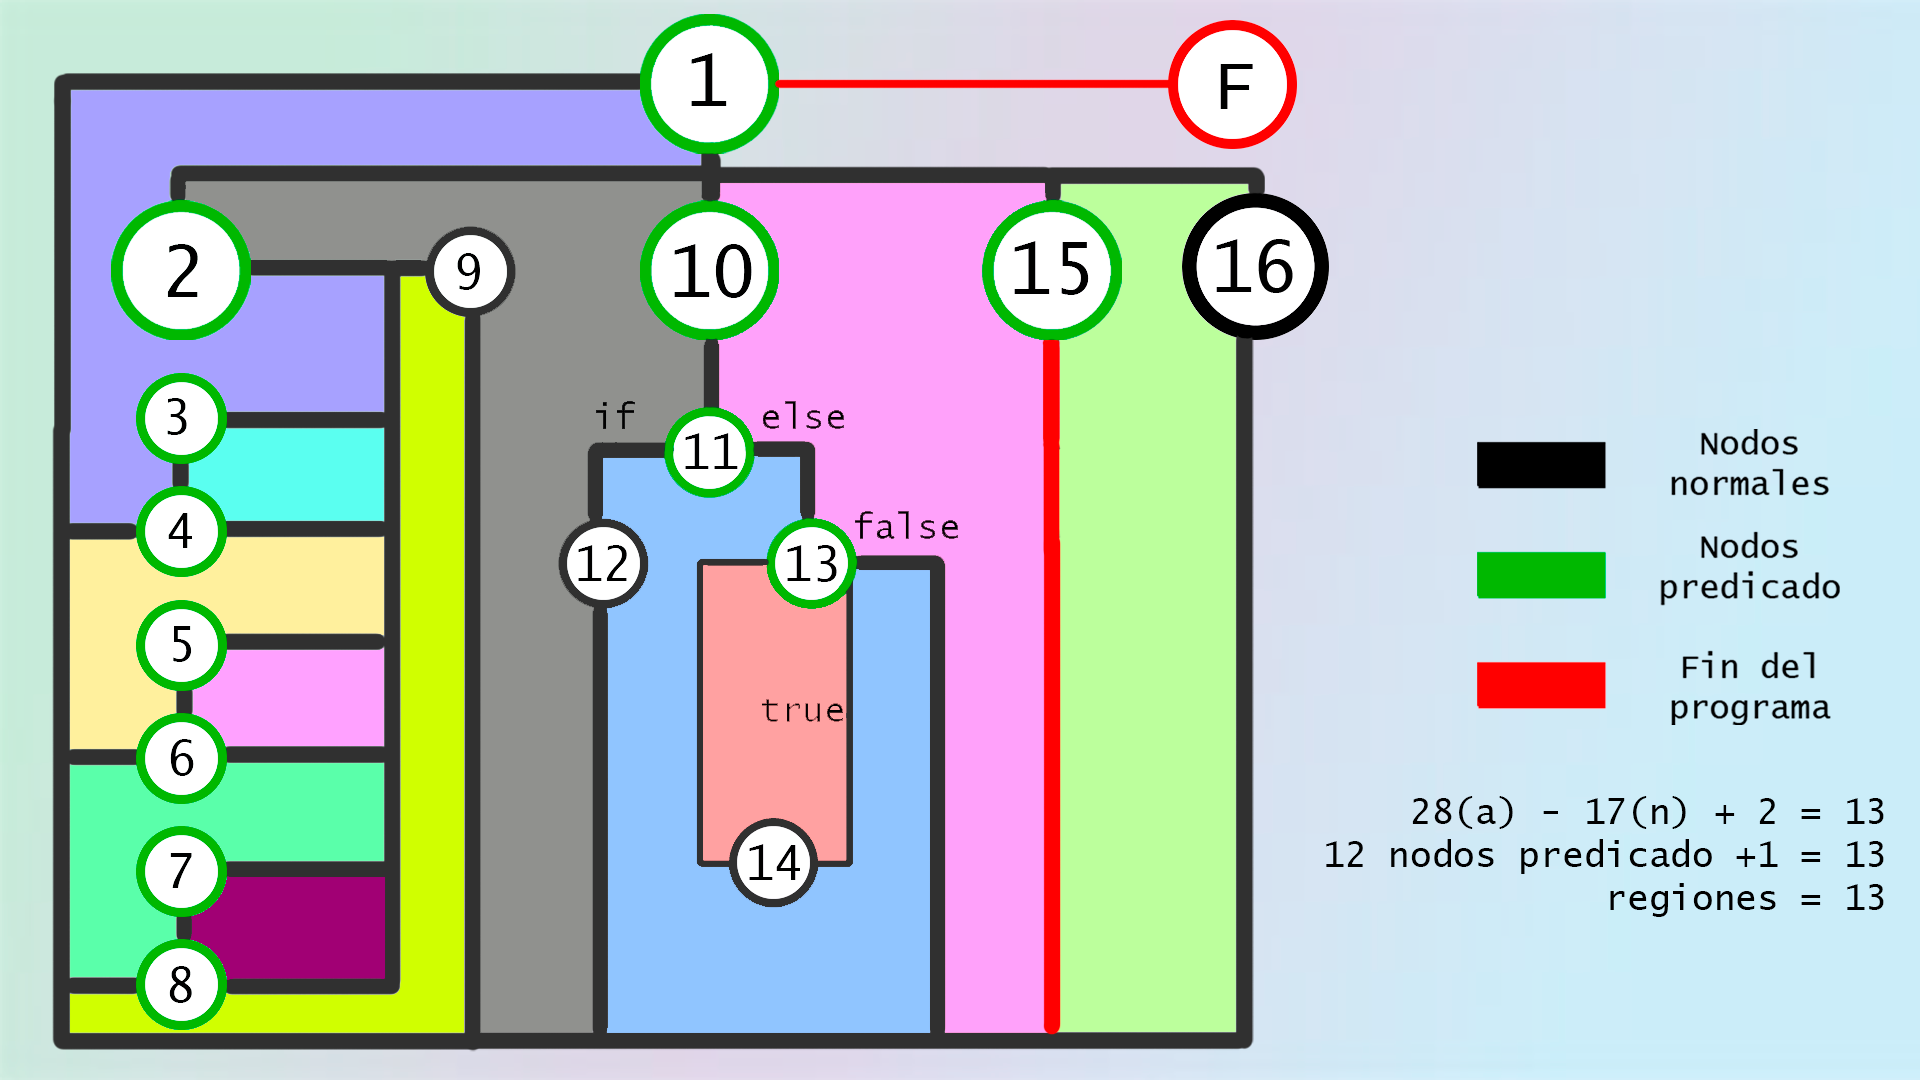 1
F
2
9
10
15
16
3
if
else
11
4
false
12
13
5
true
6
7
14
8
Nodos
normales
Nodos
predicado
Fin del
programa
28(a) - 17(n) + 2 = 13
12 nodos predicado +1 = 13
regiones = 13